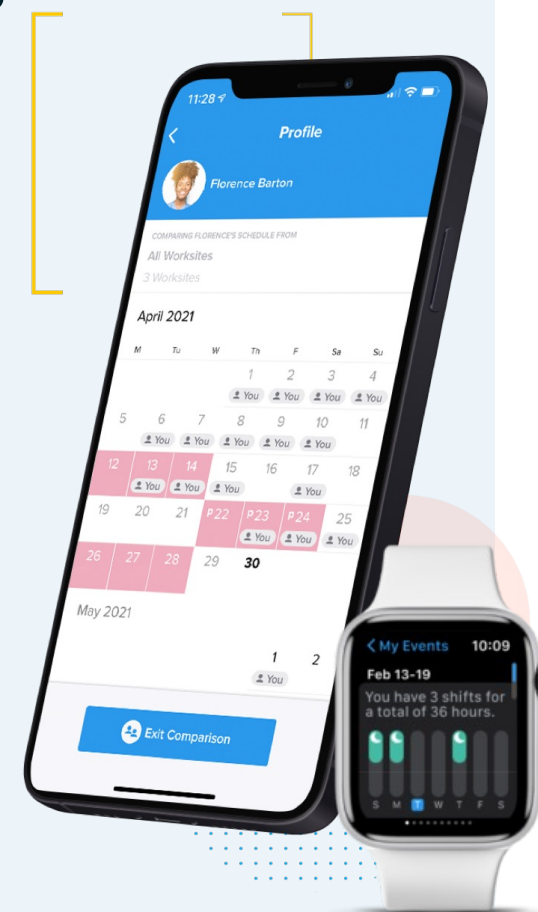 11:28
Profile
Florence Barton
COMPARING FLORENCE'S SCHEDULE FROM
All Worksites
3 Worksites
April 2021
M Tu W Th F Sa Su
1 2 3 4
You You You You
5 6 7 8 9 10 11
You You You You You
12 13 14 15 16 17 18
You You You You
19 20 21 P22 P23 P24 25
You You You
26 27 28 29 30
May 2021
1 2
You
Exit Comparison
My Events 10:09
Feb 13-19
You have 3 shifts for
a total of 36 hours.
S M T W T F S